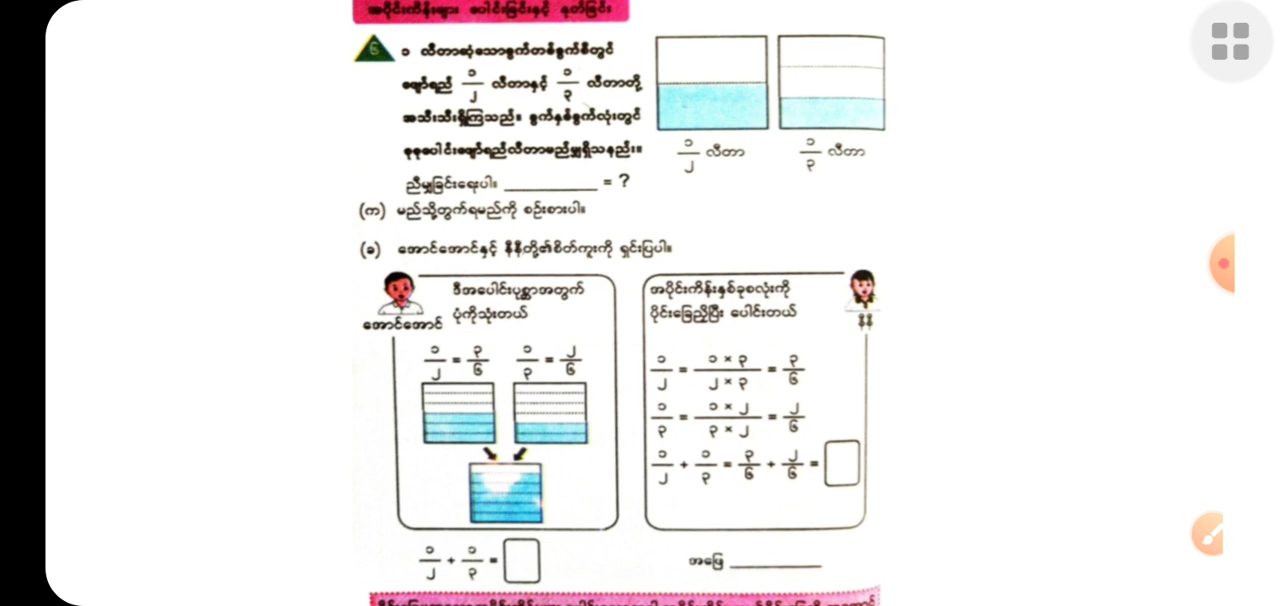 အပိုင်းကိန်းများ ပေါင်းခြင်းနှင့် နုတ်ခြင်း
၆ ၁ လီတာဆံ့သောခွက်တစ်ခွက်စီတွင်
ဖျော်ရည် ၁/၂ လီတာနှင့် ၁/၃ လီတာတို့
အသီးသီးရှိကြသည်။ ခွက်နှစ်ခွက်လုံးတွင်
စုစုပေါင်းဖျော်ရည်လီတာမည်မျှရှိသနည်း။
၁/၂ လီတာ ၁/၃ လီတာ
ညီမျှခြင်းရေးပါ။ ________ = ?
(က) မည်သို့တွက်ရမည်ကို စဉ်းစားပါ။
(ခ) အောင်အောင်နှင့် နီနီတို့၏စိတ်ကူးကို ရှင်းပြပါ။
ဒီအပေါင်းပုစ္ဆာအတွက်
ပုံကိုသုံးတယ်
အောင်အောင်
၁/၂ = ၃/၆ ၁/၃ = ၂/၆
၁/၂ + ၁/၃ =
အပိုင်းကိန်းနှစ်ခုစလုံးကို
ပိုင်းခြေညှိပြီး ပေါင်းတယ်
နီနီ
၁/၂ = ၁ × ၃/၂ × ၃ = ၃/၆
၁/၃ = ၁ × ၂/၃ × ၂ = ၂/၆
၁/၂ + ၁/၃ = ၃/၆ + ၂/၆ =
အဖြေ ________